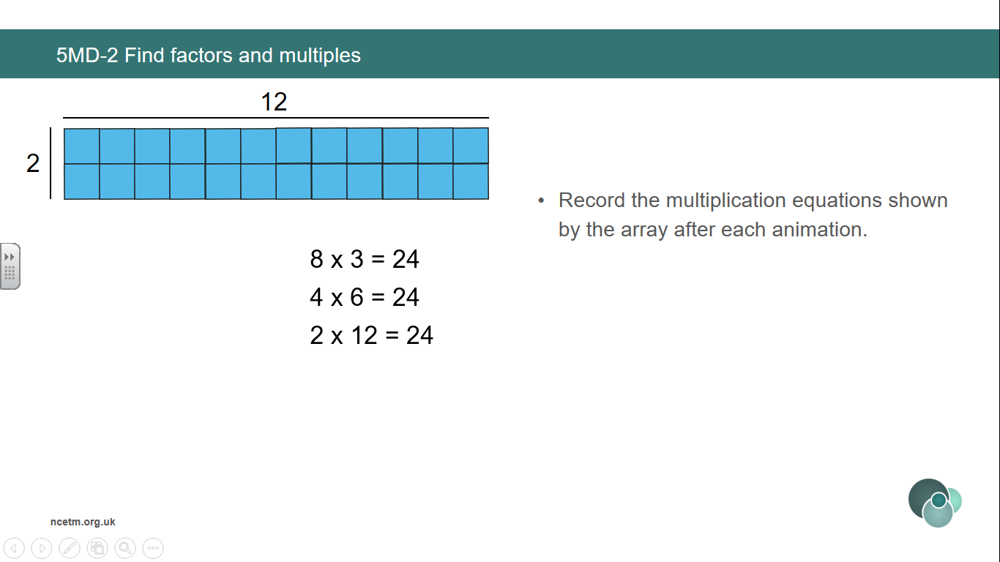 5MD-2 Find factors and multiples
12
2
• Record the multiplication equations shown
by the array after each animation.
8 x 3 = 24
4 x 6 = 24
2 x 12 = 24
ncetm.org.uk